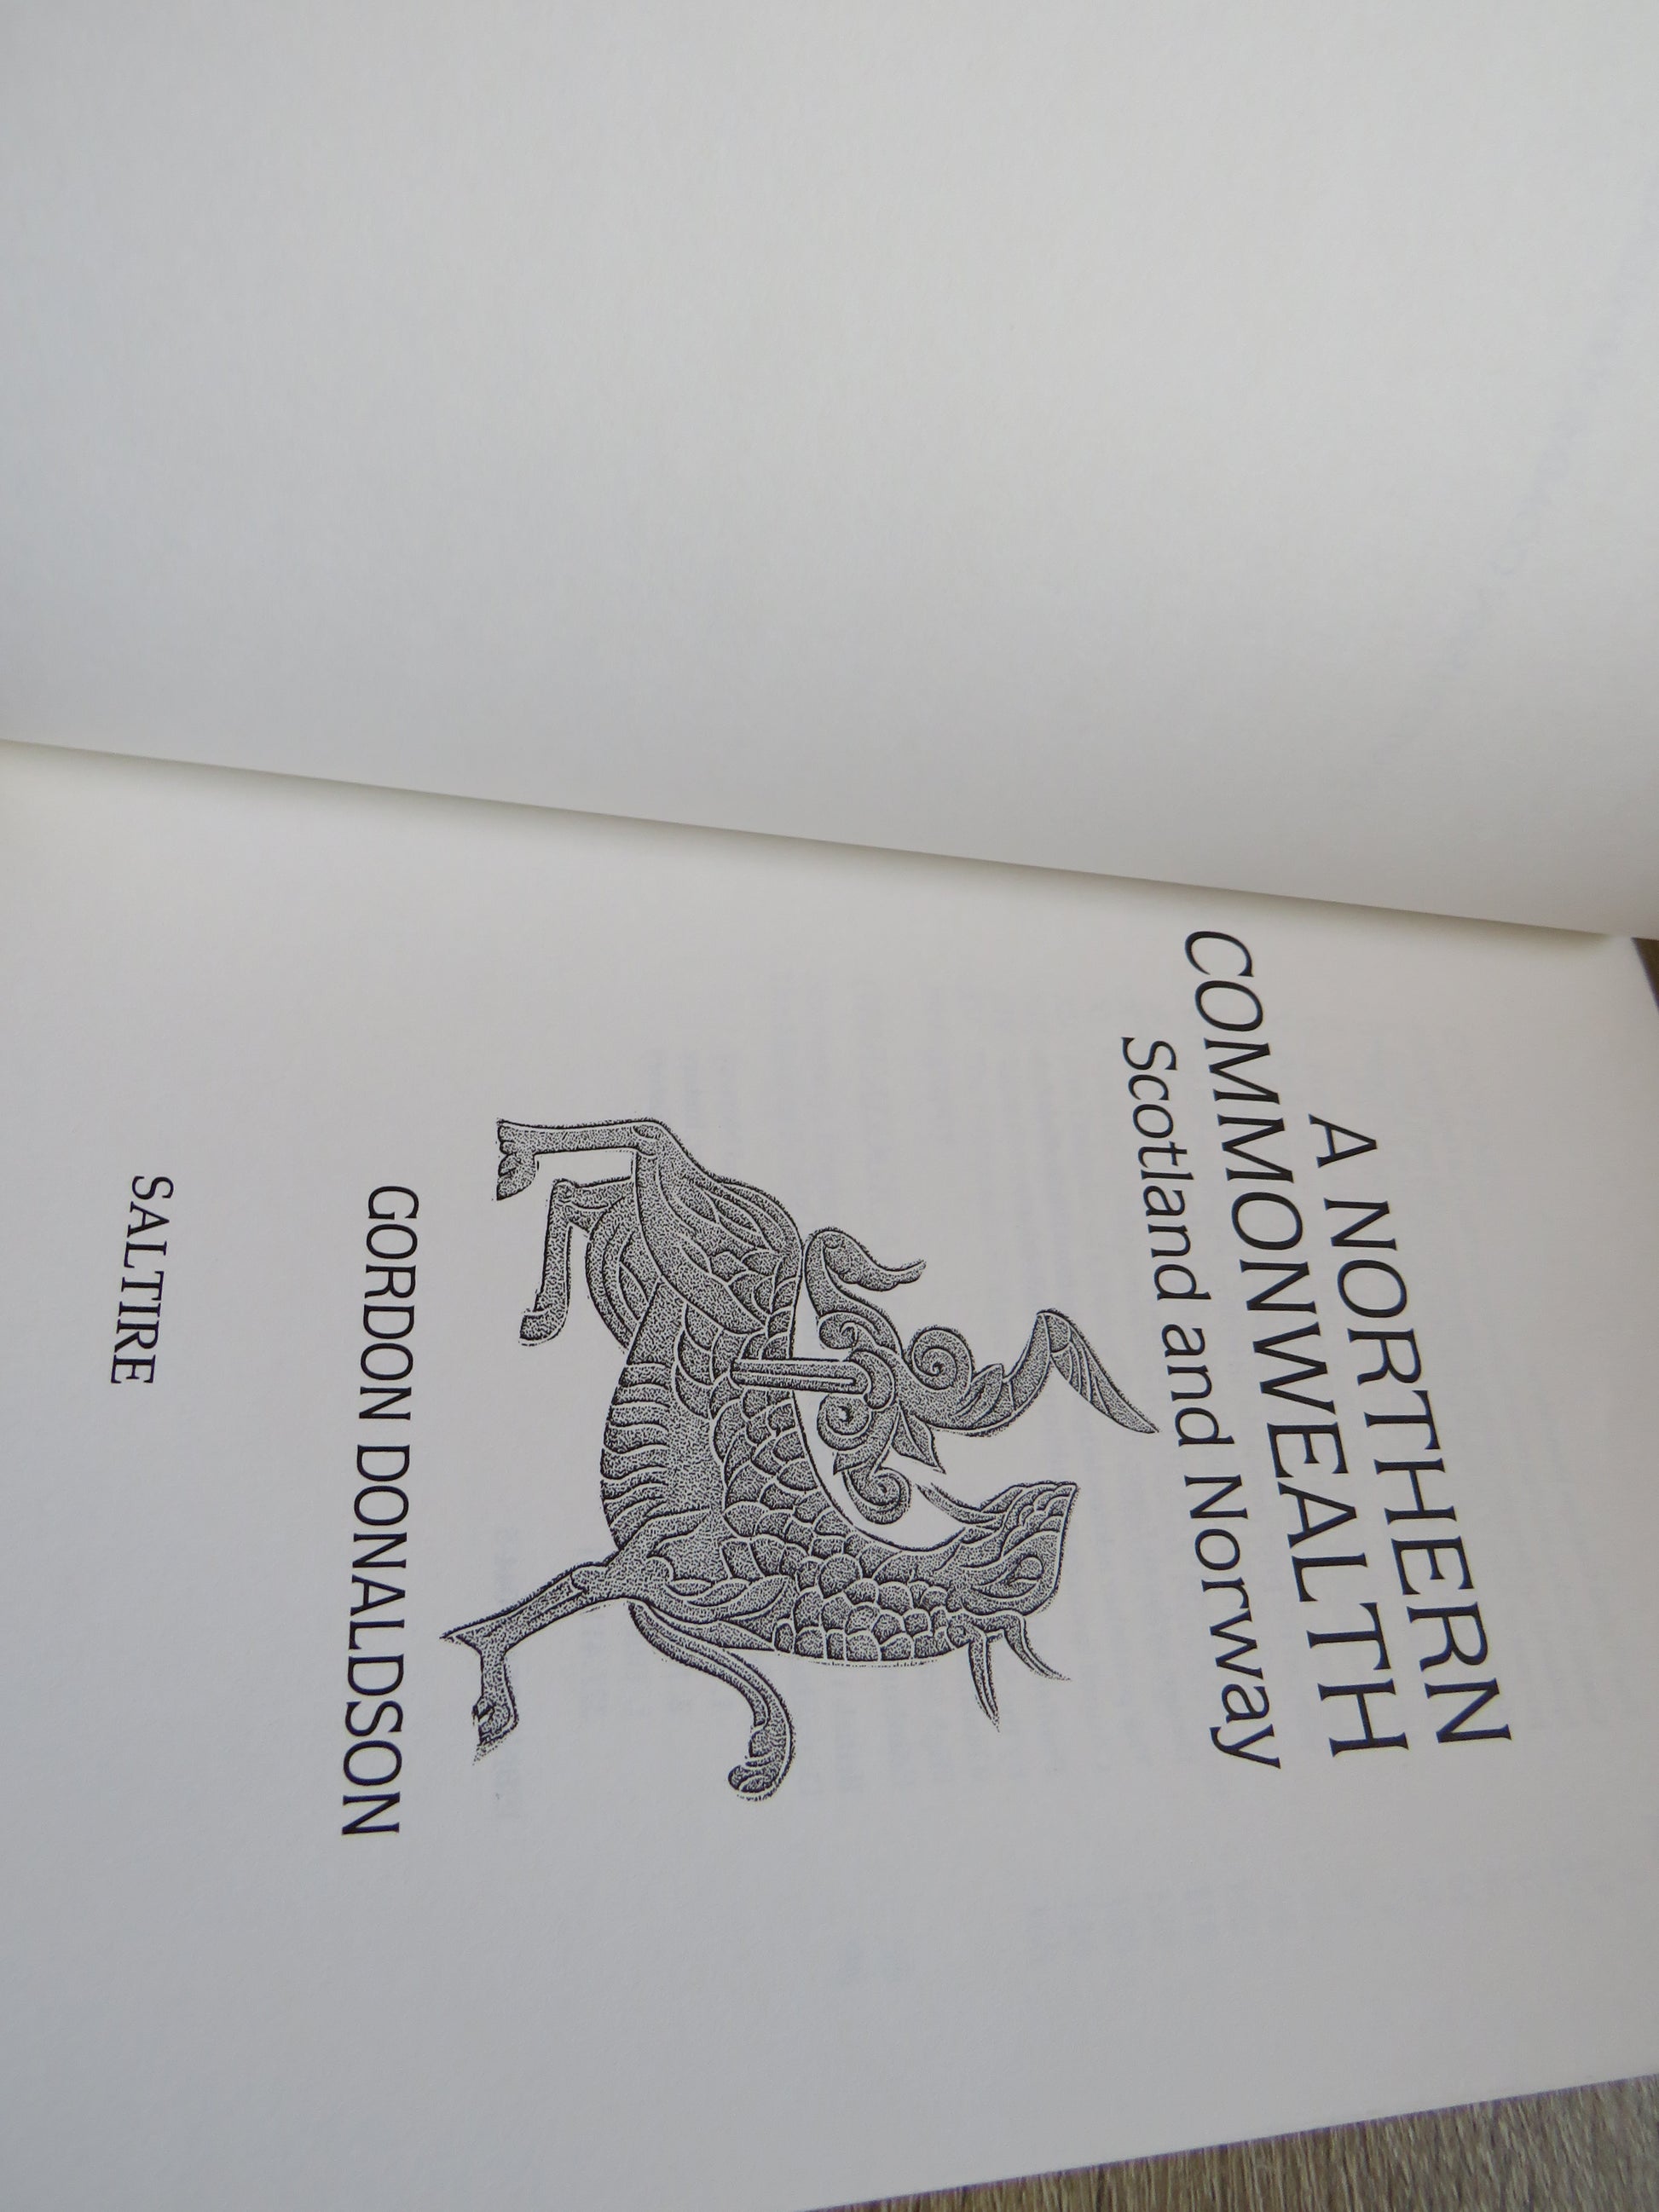 A NORTHERN
COMMONWEALTH
Scotland and Norway
GORDON DONALDSON
SALTIRE